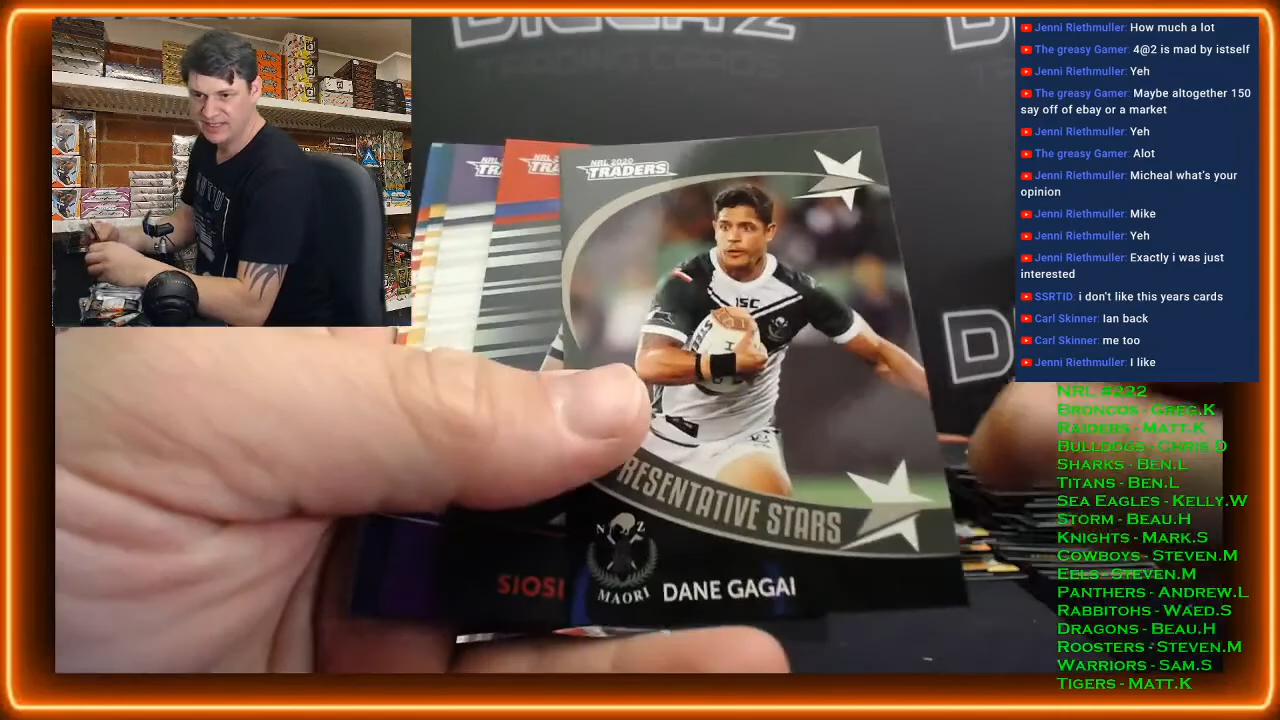 Jenni Riethmuller: How much a lot
The greasy Gamer: 4@2 is mad by istself
Jenni Riethmuller: Yeh
The greasy Gamer: Maybe altogether 150
say off of ebay or a market
Jenni Riethmuller: Yeh
The greasy Gamer: Alot
Jenni Riethmuller: Micheal what's your
opinion
Jenni Riethmuller: Mike
Jenni Riethmuller: Yeh
Jenni Riethmuller: Exactly i was just
interested
SSRTID: i don't like this years cards
Carl Skinner: Ian back
Carl Skinner: me too
Jenni Riethmuller: I like
NRL #222
Broncos - Greg.K
Raiders - Matt.K
Bulldogs - Chris.D
Sharks - Ben.L
Titans - Ben.L
Sea Eagles - Kelly.W
Storm - Beau.H
Knights - Mark.S
Cowboys - Steven.M
Eels - Steven.M
Panthers - Andrew.L
Rabbitohs - Waed.S
Dragons - Beau.H
Roosters - Steven.M
Warriors - Sam.S
Tigers - Matt.K
NRL 2020
TRADERS
ISC
RESENTATIVE STARS
N Z
MAORI
DANE GAGAI
SIOSI